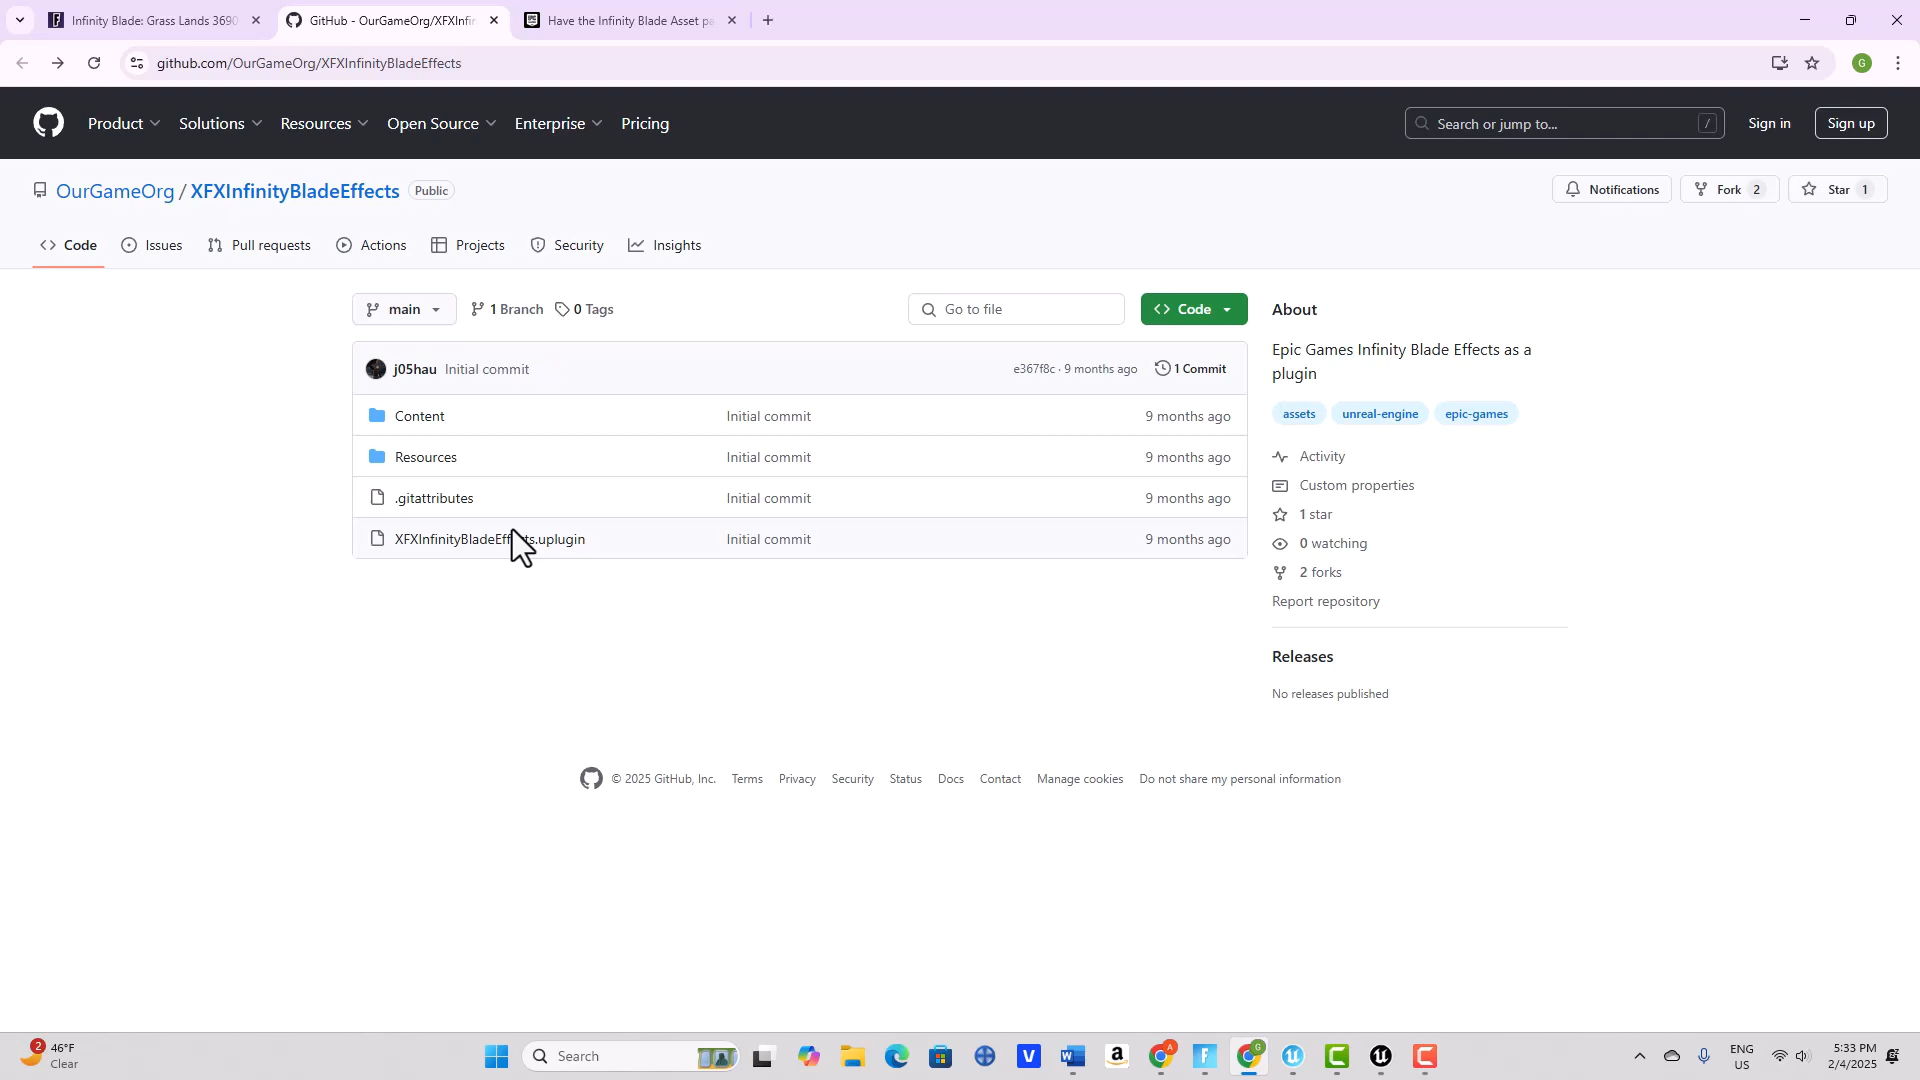 Infinity Blade: Grass Lands 3690
GitHub - OurGameOrg/XFXInfin
Have the Infinity Blade Asset pa
github.com/OurGameOrg/XFXInfinityBladeEffects
G
Product
Solutions
Resources
Open Source
Enterprise
Pricing
Search or jump to...
/
Sign in
Sign up
OurGameOrg / XFXInfinityBladeEffects Public
Notifications
Fork 2
Star 1
Code
Issues
Pull requests
Actions
Projects
Security
Insights
main
1 Branch
0 Tags
Go to file
Code
j05hau Initial commit
e367f8c · 9 months ago
1 Commit
Content Initial commit 9 months ago
Resources Initial commit 9 months ago
.gitattributes Initial commit 9 months ago
XFXInfinityBladeEffects.uplugin Initial commit 9 months ago
About
Epic Games Infinity Blade Effects as a
plugin
assets unreal-engine epic-games
Activity
Custom properties
1 star
0 watching
2 forks
Report repository
Releases
No releases published
© 2025 GitHub, Inc. Terms Privacy Security Status Docs Contact Manage cookies Do not share my personal information
2
46°F
Clear
Search
ENG
US
5:33 PM
2/4/2025